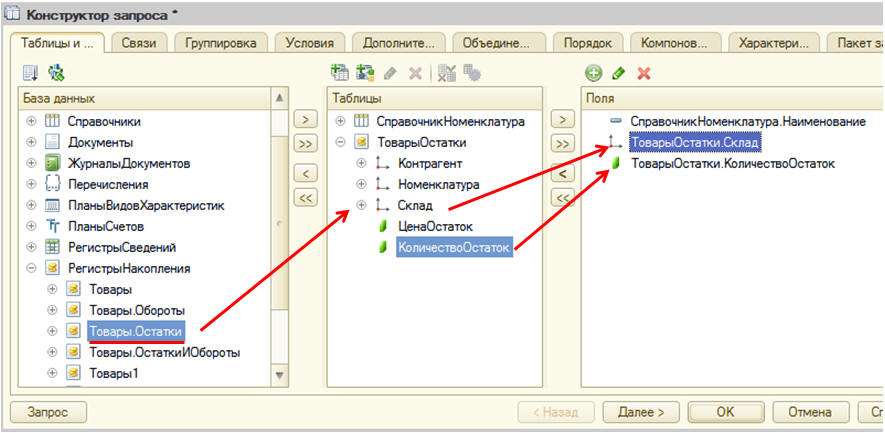 Конструктор запроса *
Таблицы и ... Связи Группировка Условия Дополните... Объедине... Порядок Компонов... Характери... Пакет за
База данных
Справочники
Документы
ЖурналыДокументов
Перечисления
ПланыВидовХарактеристик
ПланыСчетов
РегистрыСведений
РегистрыНакопления
Товары
Товары.Обороты
Товары.Остатки
Товары.ОстаткиИОбороты
Товары1
>
>>
<
<<
Таблицы
СправочникНоменклатура
ТоварыОстатки
Контрагент
Номенклатура
Склад
ЦенаОстаток
КоличествоОстаток
>
>>
<
<<
Поля
СправочникНоменклатура.Наименование
ТоварыОстатки.Склад
ТоварыОстатки.КоличествоОстаток
Запрос < Назад Далее > OK Отмена Сп